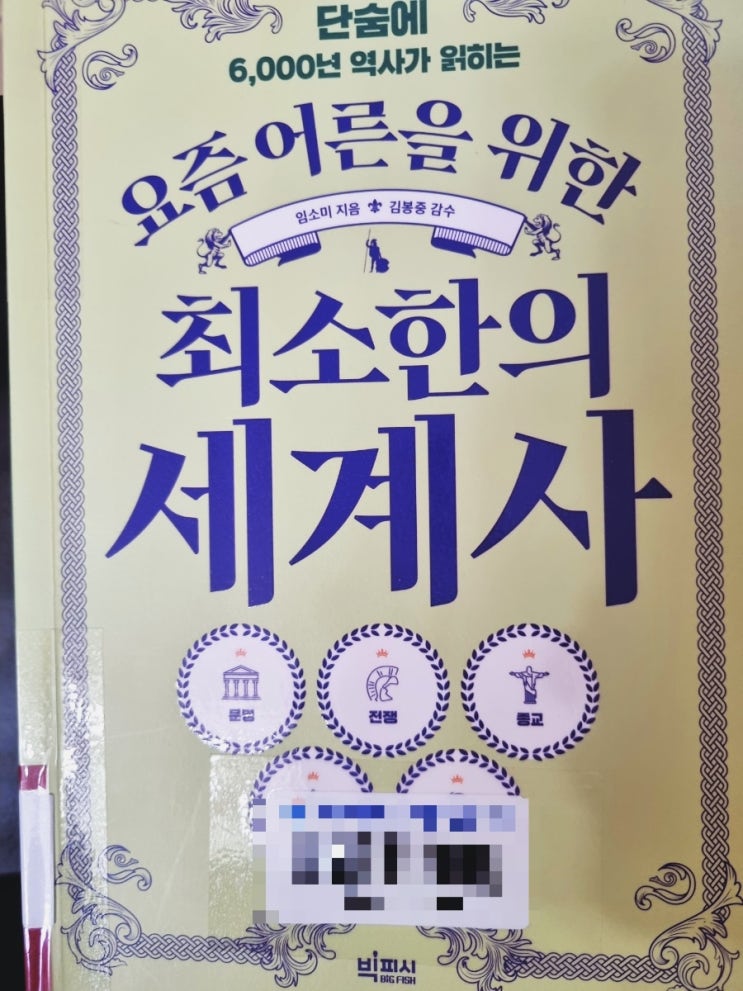 단숨에
6,000년 역사가 읽히는
요즘 어른을 위한
임소미 지음 김봉중 감수
최소한의
세계사
문명 전쟁 종교
빅피시
BIG FISH